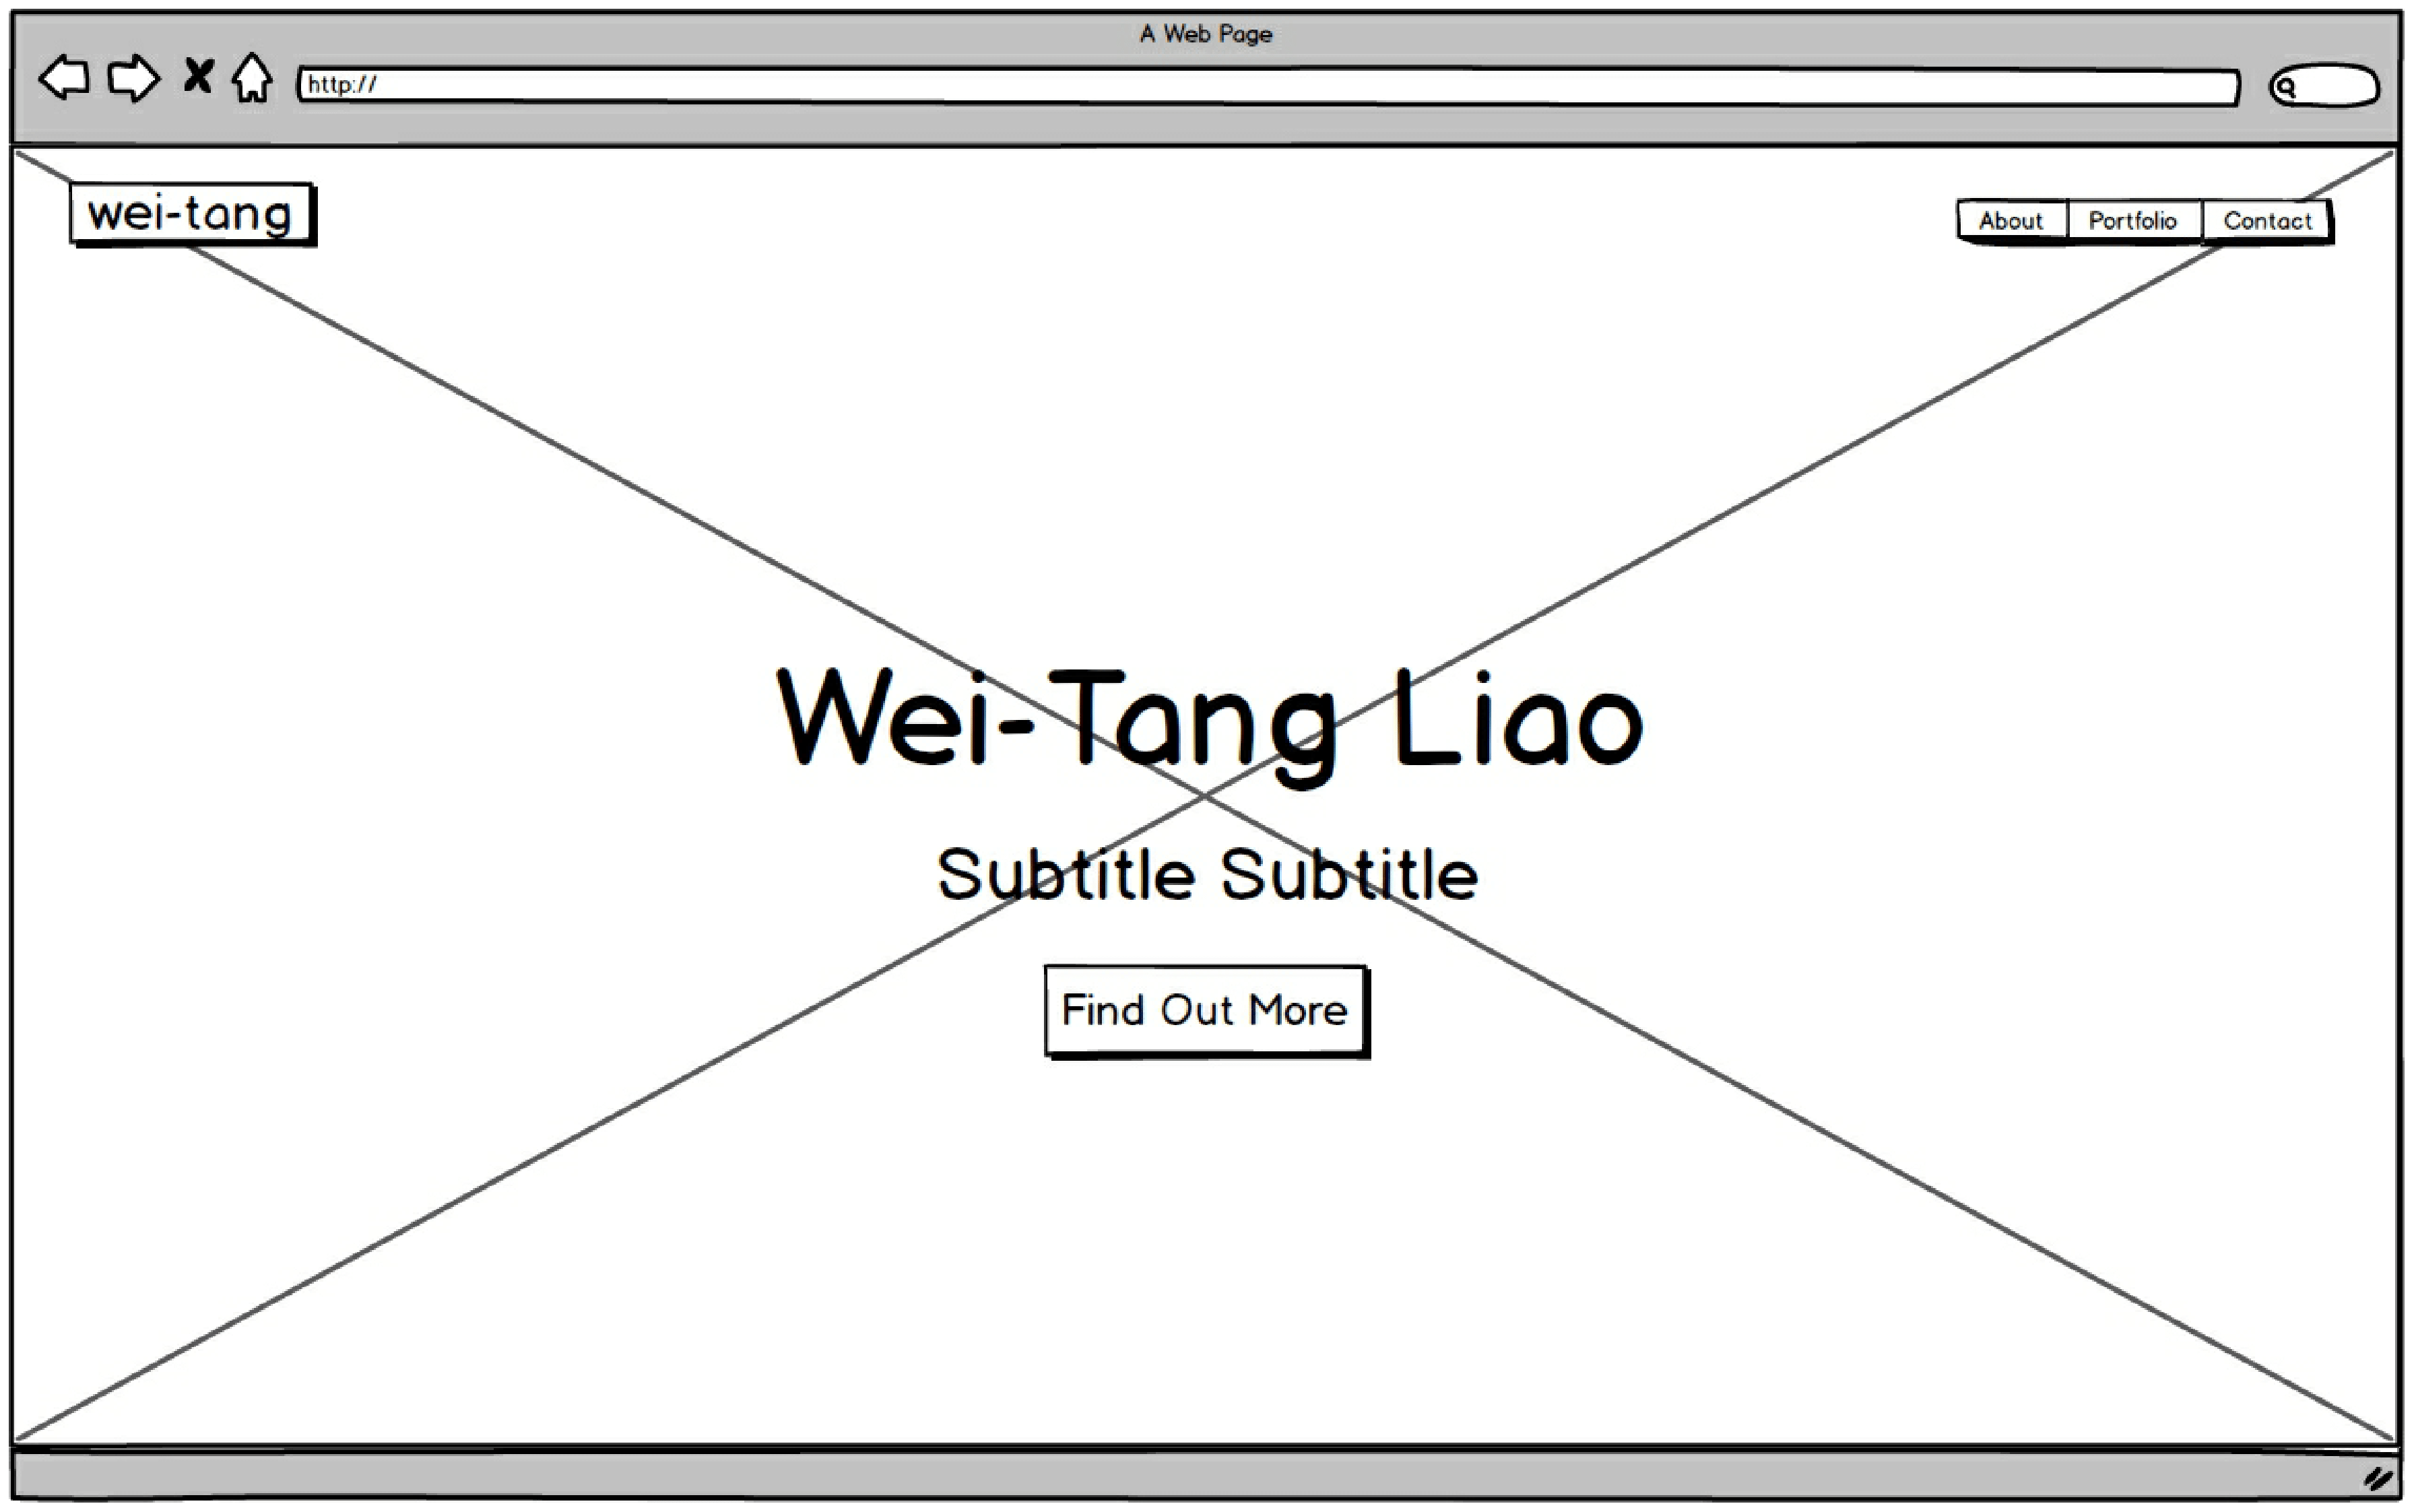 A Web Page
http://
wei-tang
About Portfolio Contact
Wei-Tang Liao
Subtitle Subtitle
Find Out More